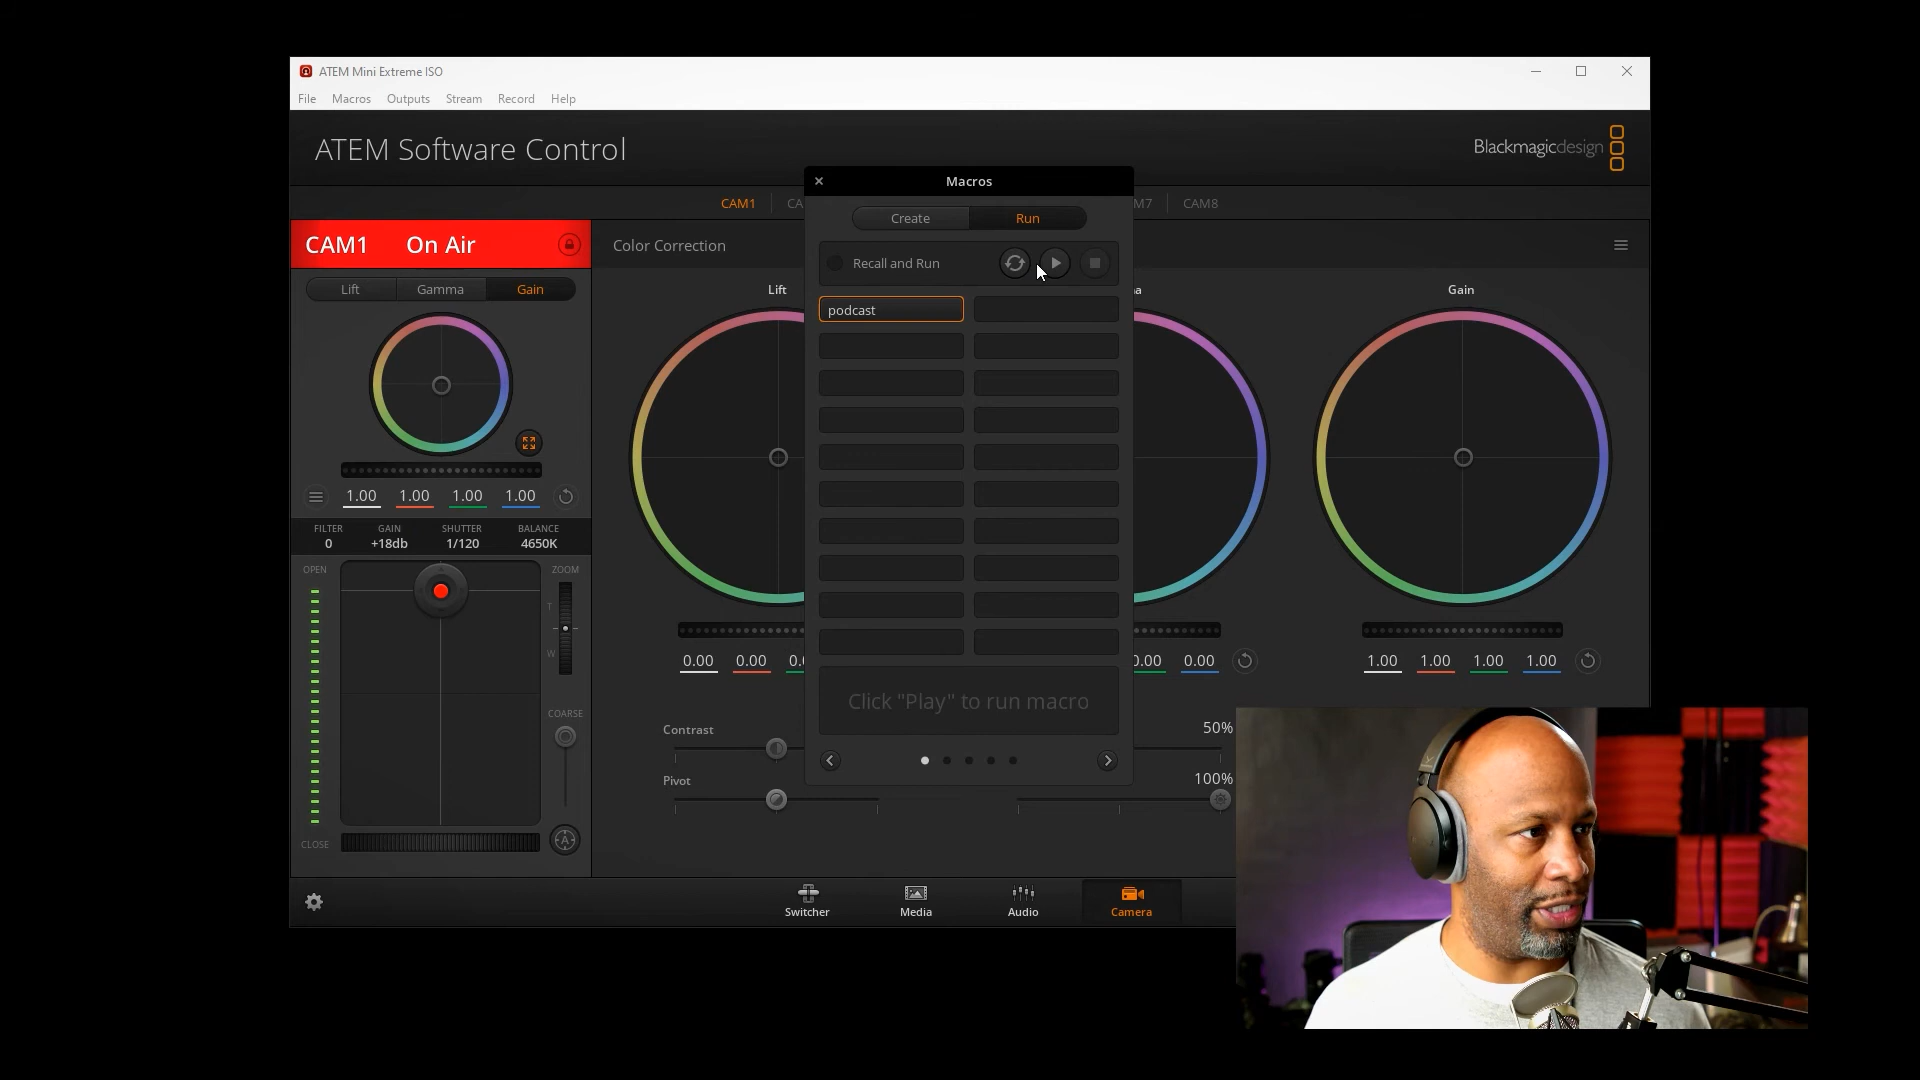 ATEM Mini Extreme ISO
File Macros Outputs Stream Record Help
ATEM Software Control
Blackmagicdesign
Macros
CAM1 CA M7 CAM8
Create Run
CAM1 On Air
Color Correction
Recall and Run
Lift Gamma Gain
Lift a Gain
podcast
1.00 1.00 1.00 1.00
FILTER GAIN SHUTTER BALANCE
0 +18db 1/120 4650K
OPEN ZOOM
T
W
0.00 0.00 0.0 0.00 0.00 1.00 1.00 1.00 1.00
Click "Play" to run macro
COARSE
Contrast 50%
Pivot 100%
A
CLOSE
Switcher Media Audio Camera